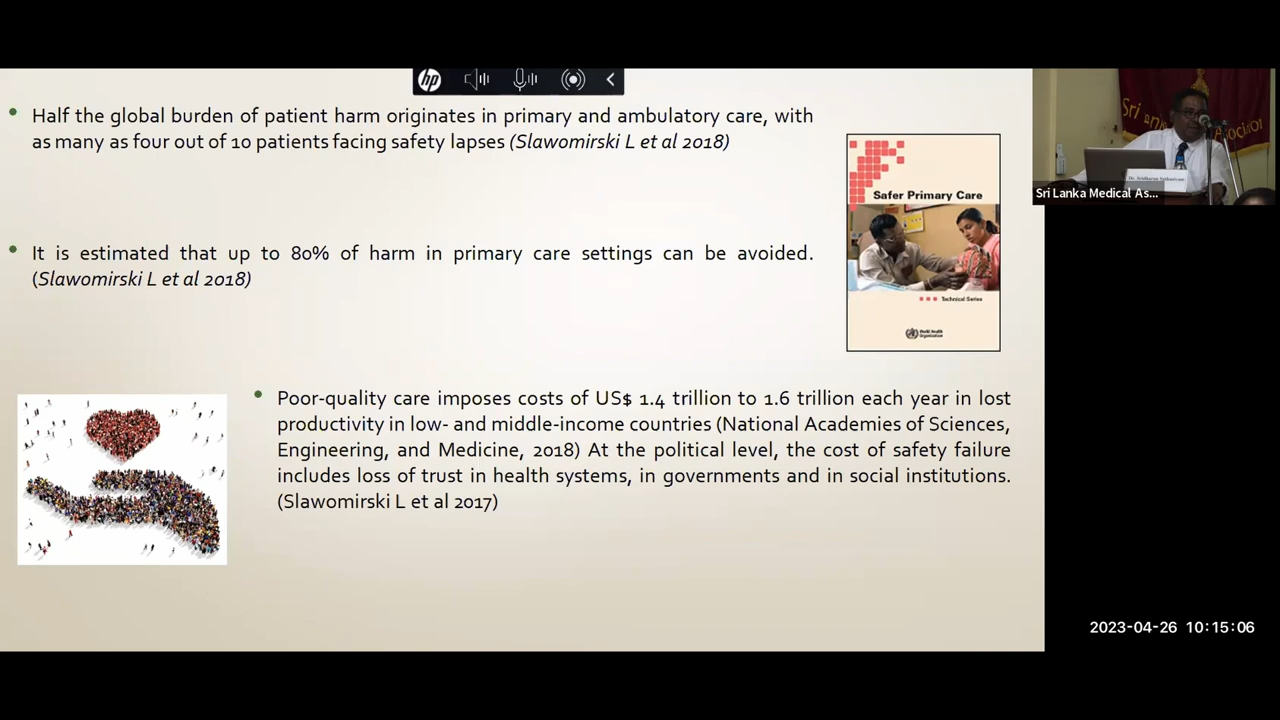 hp
• Half the global burden of patient harm originates in primary and ambulatory care, with
as many as four out of 10 patients facing safety lapses (Slawomirski L et al 2018)
• It is estimated that up to 80% of harm in primary care settings can be avoided.
(Slawomirski L et al 2018)
Safer Primary Care
Technical Series
World Health
Organization
Sri Lanka Medical As...
• Poor-quality care imposes costs of US$ 1.4 trillion to 1.6 trillion each year in lost
productivity in low- and middle-income countries (National Academies of Sciences,
Engineering, and Medicine, 2018) At the political level, the cost of safety failure
includes loss of trust in health systems, in governments and in social institutions.
(Slawomirski L et al 2017)
2023-04-26 10:15:06